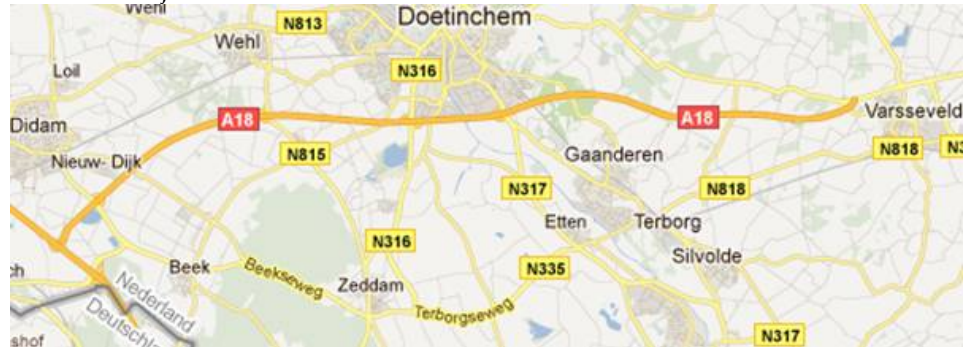 Wehl
N813
Doetinchem
Wehl
N316
Loil
A18
A18
Varsseveld
Didam
Nieuw- Dijk
N815
Gaanderen
N818
N317
N818
Etten
Terborg
N316
Silvolde
Beek
Beekseweg
N335
Zeddam
Terborgseweg
Nederland
N317